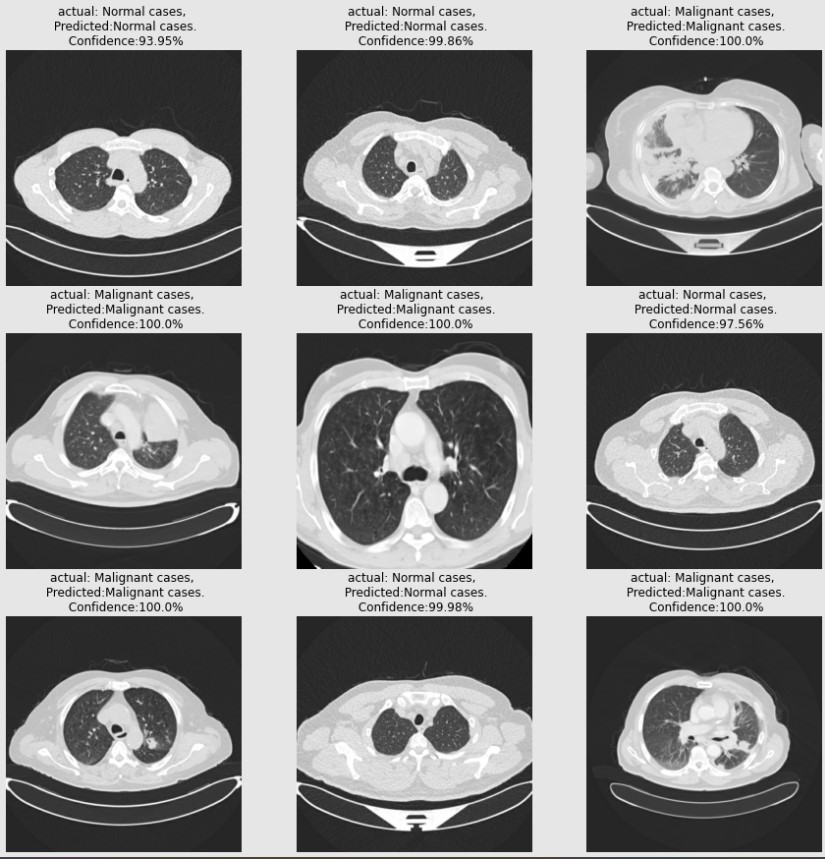 actual: Normal cases,
Predicted:Normal cases.
Confidence:93.95%
actual: Normal cases,
Predicted:Normal cases.
Confidence:99.86%
actual: Malignant cases,
Predicted:Malignant cases.
Confidence:100.0%
actual: Malignant cases,
Predicted:Malignant cases.
Confidence:100.0%
actual: Malignant cases,
Predicted:Malignant cases.
Confidence:100.0%
actual: Normal cases,
Predicted:Normal cases.
Confidence:97.56%
actual: Malignant cases,
Predicted:Malignant cases.
Confidence:100.0%
actual: Normal cases,
Predicted:Normal cases.
Confidence:99.98%
actual: Malignant cases,
Predicted:Malignant cases.
Confidence:100.0%